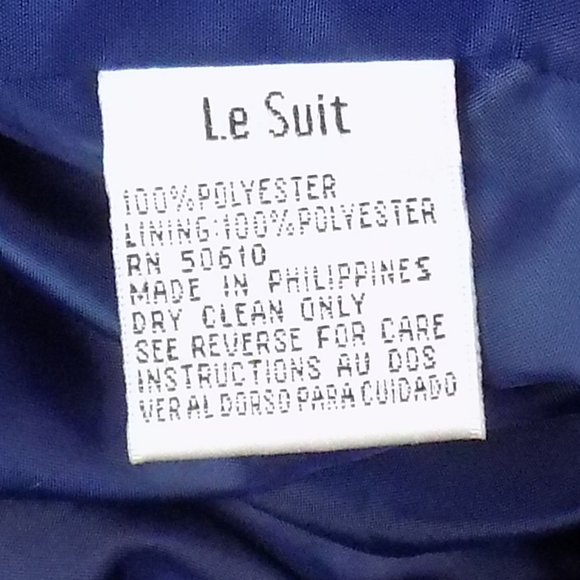 Le Suit
100%POLYESTER
LINING:100%POLYESTER
RN 50610
MADE IN PHILIPPINES
DRY CLEAN ONLY
SEE REVERSE FOR CARE
INSTRUCTIONS AU DOS
VER AL DORSO PARA CUIDADO